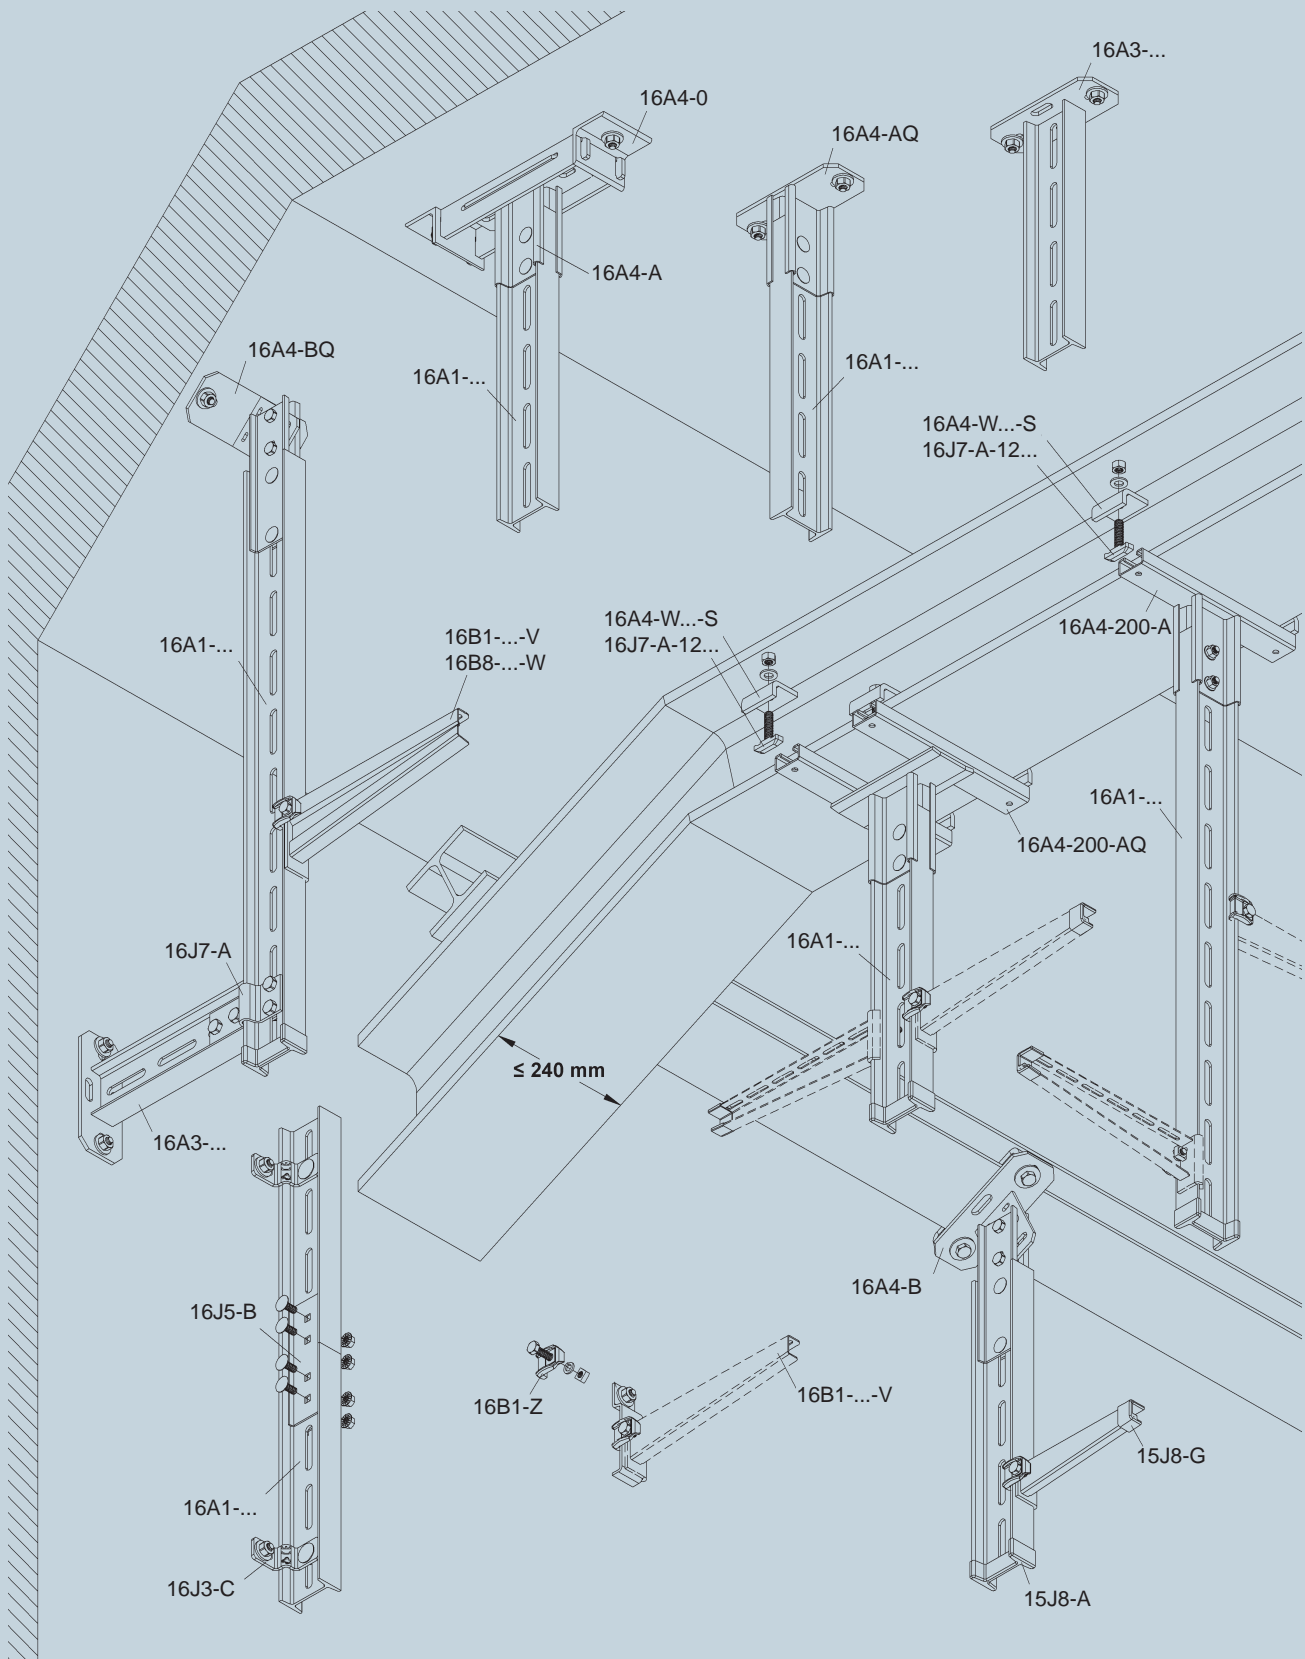 16A3-...
16A4-0
16A4-AQ
16A4-A
16A4-BQ
16A1-...
16A1-...
16A4-W...-S
16J7-A-12...
16A4-W...-S
16J7-A-12...
16A4-200-A
16A1-...
16B1-...-V
16B8-...-W
16A1-...
16A4-200-AQ
16J7-A
16A1-...
≤ 240 mm
16A3-...
16A4-B
16J5-B
16B1-Z
16B1-...-V
15J8-G
16A1-...
16J3-C
15J8-A